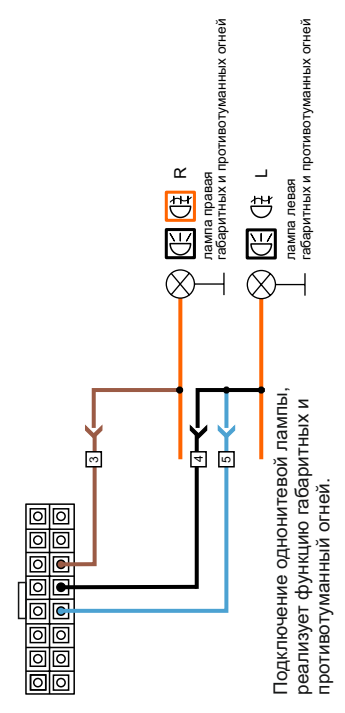 R
лампа правая
габаритных и противотуманных огней
L
лампа левая
габаритных и противотуманных огней
3
4
5
Подключение однонитевой лампы,
реализует функцию габаритных и
противотуманный огней.